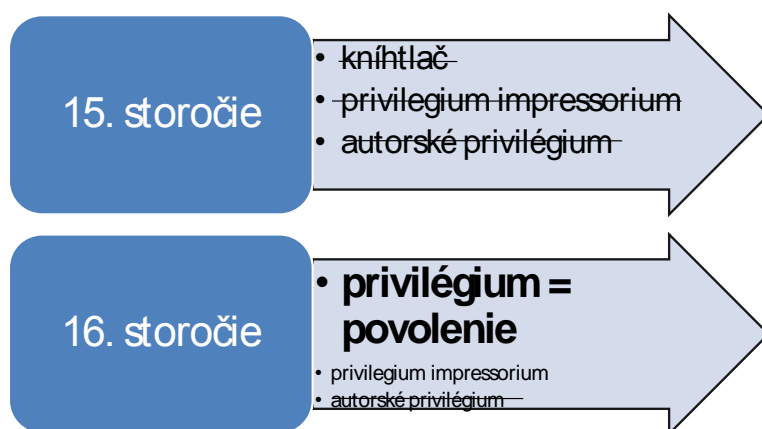 15. storočie
• kníhtlač
• privilegium impressorium
• autorské privilégium
16. storočie
• privilégium =
povolenie
• privilegium impressorium
• autorské privilégium